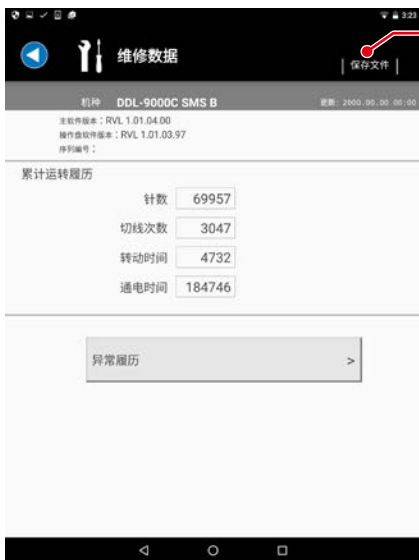 3:23
维修数据
保存文件
机种 DDL-9000C SMS B 更新: 2000.00.00 00:00
主软件版本：RVL 1.01.04.00
操作盘软件版本：RVL 1.01.03.97
序列编号：
累计运转履历
针数 69957
切线次数 3047
转动时间 4732
通电时间 184746
异常履历 >